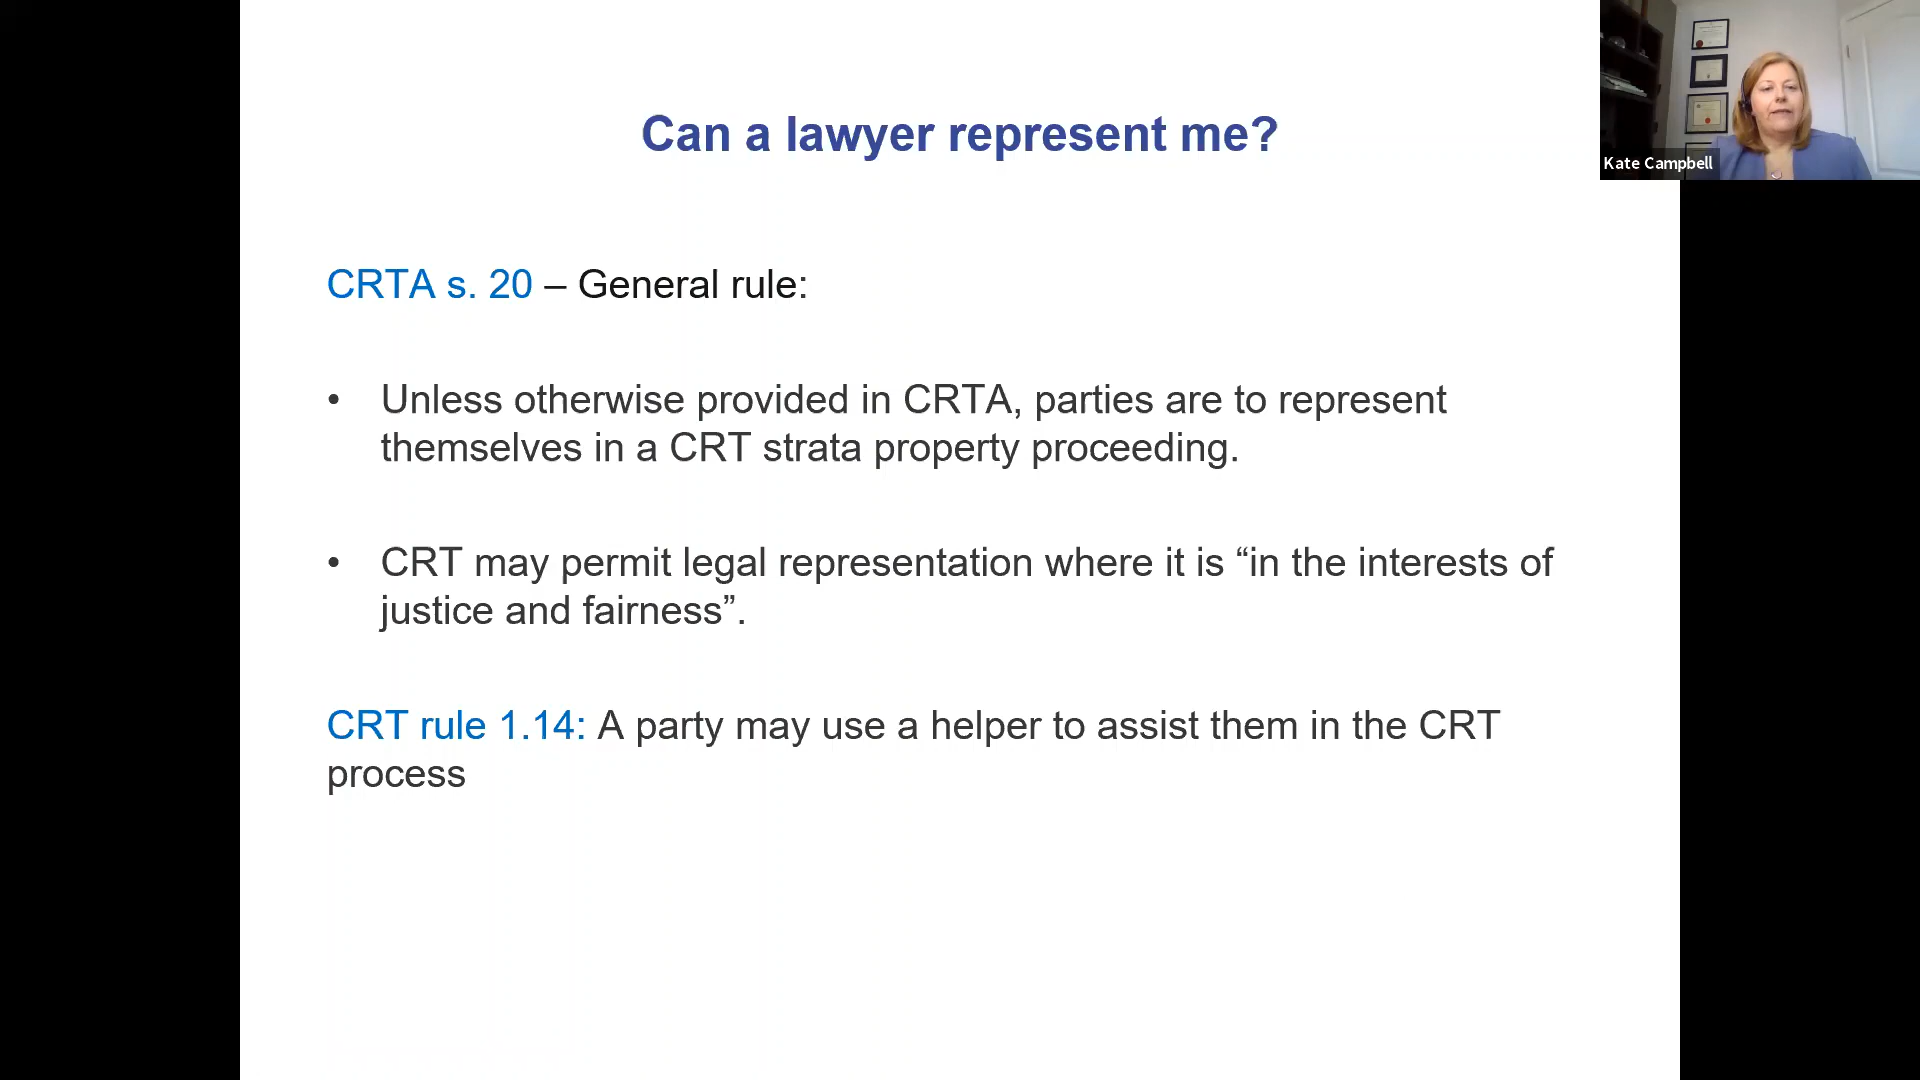 Can a lawyer represent me?
Kate Campbell
CRTA s. 20 – General rule:
• Unless otherwise provided in CRTA, parties are to represent
themselves in a CRT strata property proceeding.
• CRT may permit legal representation where it is “in the interests of
justice and fairness”.
CRT rule 1.14: A party may use a helper to assist them in the CRT
process